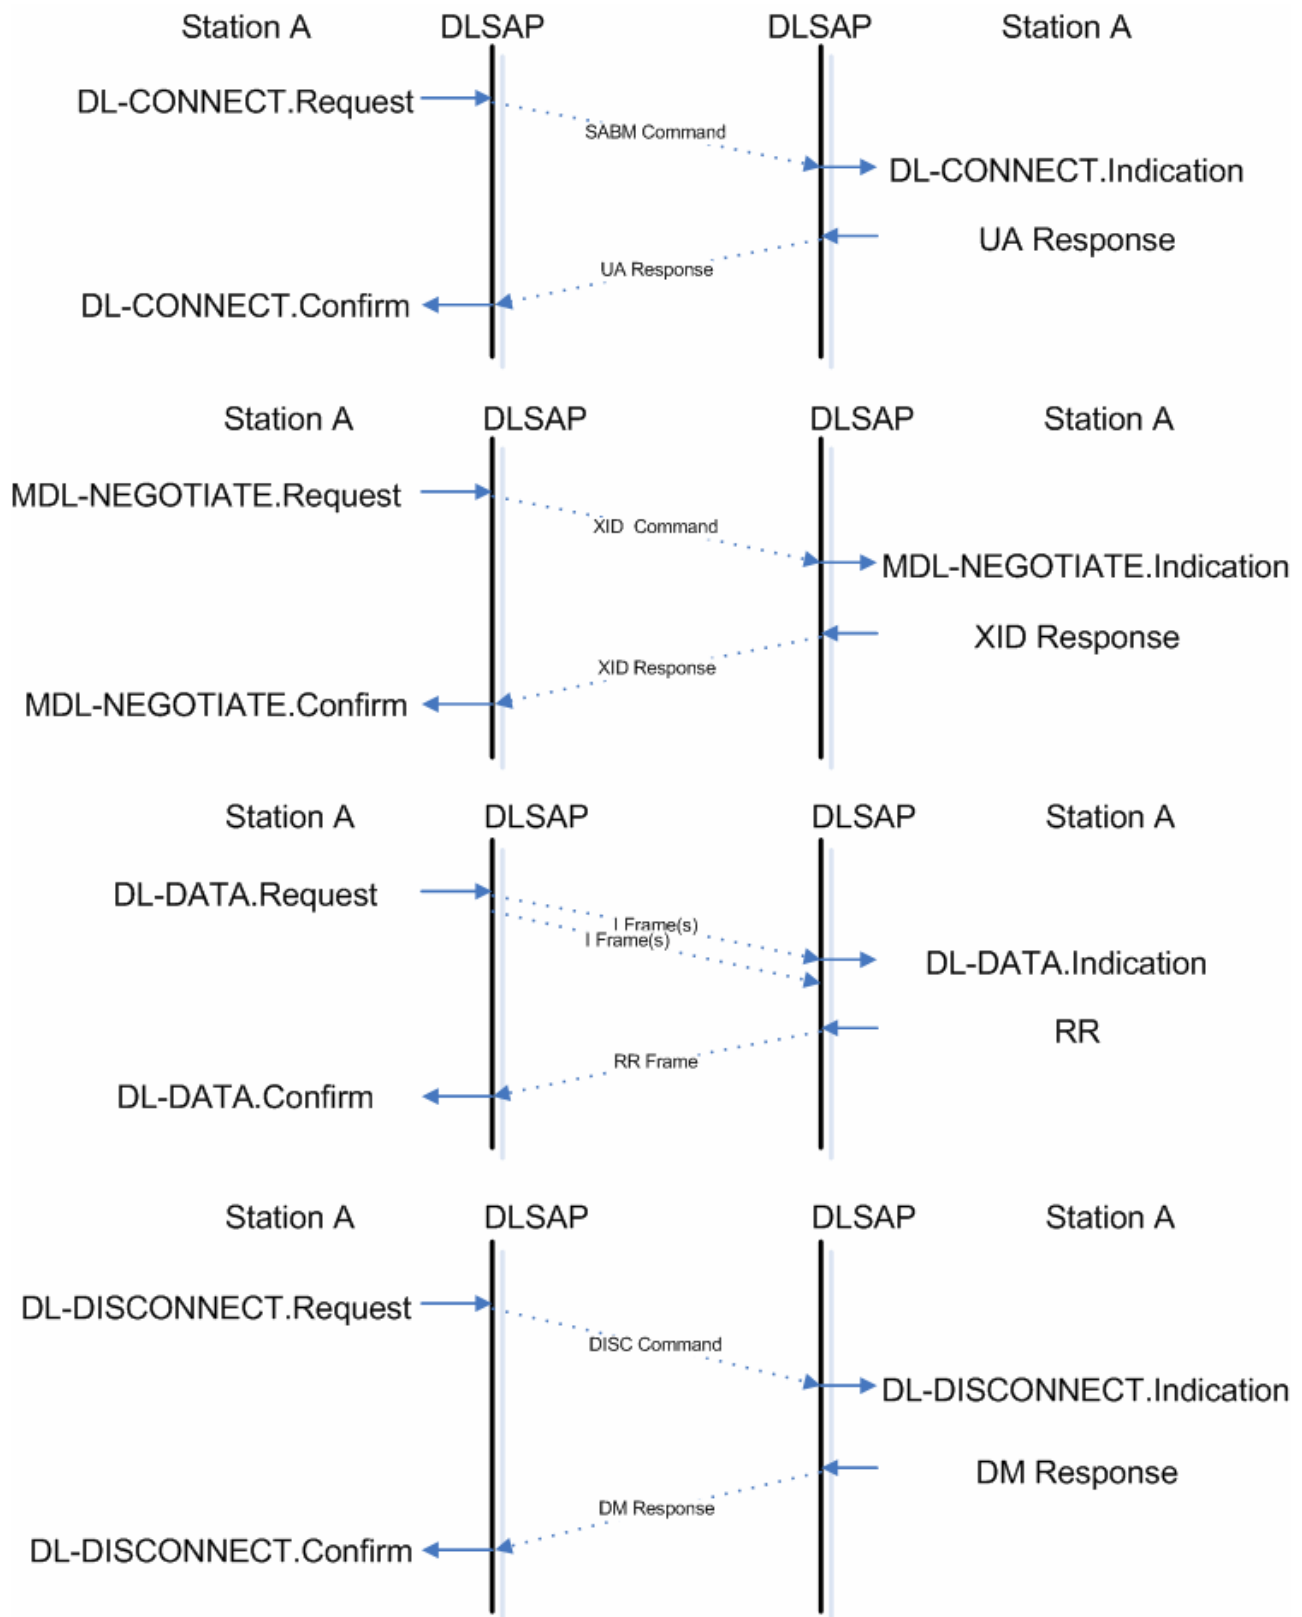 Station A DLSAP DLSAP Station A
DL-CONNECT.Request
SABM Command
DL-CONNECT.Indication
UA Response
UA Response
DL-CONNECT.Confirm
Station A DLSAP DLSAP Station A
MDL-NEGOTIATE.Request
XID Command
MDL-NEGOTIATE.Indication
XID Response
XID Response
MDL-NEGOTIATE.Confirm
Station A DLSAP DLSAP Station A
DL-DATA.Request
I Frame(s)
I Frame(s)
DL-DATA.Indication
RR
RR Frame
DL-DATA.Confirm
Station A DLSAP DLSAP Station A
DL-DISCONNECT.Request
DISC Command
DL-DISCONNECT.Indication
DM Response
DM Response
DL-DISCONNECT.Confirm